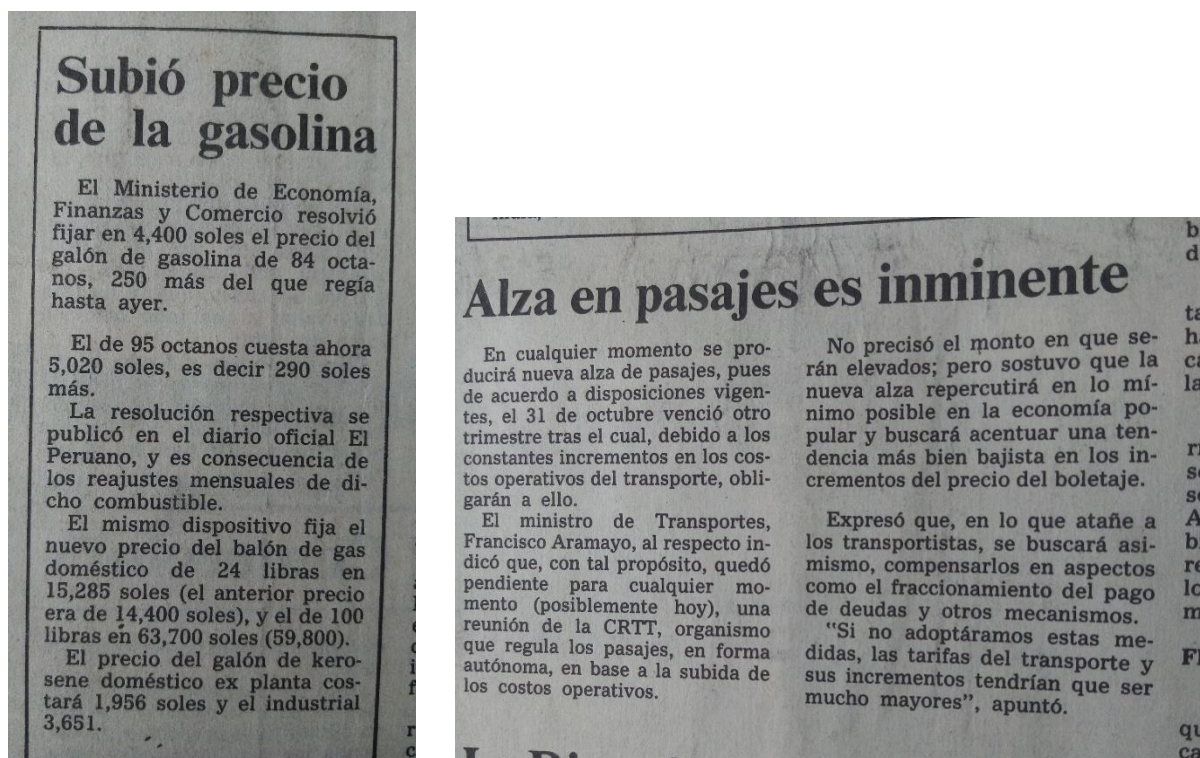 Subió precio
de la gasolina
El Ministerio de Economía,
Finanzas y Comercio resolvió
fijar en 4,400 soles el precio del
galón de gasolina de 84 octa-
nos, 250 más del que regía
hasta ayer.
El de 95 octanos cuesta ahora
5,020 soles, es decir 290 soles
más.
La resolución respectiva se
publicó en el diario oficial El
Peruano, y es consecuencia de
los reajustes mensuales de di-
cho combustible.
El mismo dispositivo fija el
nuevo precio del balón de gas
doméstico de 24 libras en
15,285 soles (el anterior precio
era de 14,400 soles), y el de 100
libras en 63,700 soles (59,800).
El precio del galón de kero-
sene doméstico ex planta cos-
tará 1,956 soles y el industrial
3,651.
Alza en pasajes es inminente
En cualquier momento se pro-
ducirá nueva alza de pasajes, pues
de acuerdo a disposiciones vigen-
tes, el 31 de octubre venció otro
trimestre tras el cual, debido a los
constantes incrementos en los cos-
tos operativos del transporte, obli-
garán a ello.
El ministro de Transportes,
Francisco Aramayo, al respecto in-
dicó que, con tal propósito, quedó
pendiente para cualquier mo-
mento (posiblemente hoy), una
reunión de la CRTT, organismo
que regula los pasajes, en forma
autónoma, en base a la subida de
los costos operativos.
No precisó el monto en que se-
rán elevados; pero sostuvo que la
nueva alza repercutirá en lo mí-
nimo posible en la economía po-
pular y buscará acentuar una ten-
dencia más bien bajista en los in-
crementos del precio del boletaje.
Expresó que, en lo que atañe a
los transportistas, se buscará asi-
mismo, compensarlos en aspectos
como el fraccionamiento del pago
de deudas y otros mecanismos.
"Si no adoptáramos estas me-
didas, las tarifas del transporte y
sus incrementos tendrían que ser
mucho mayores", apuntó.